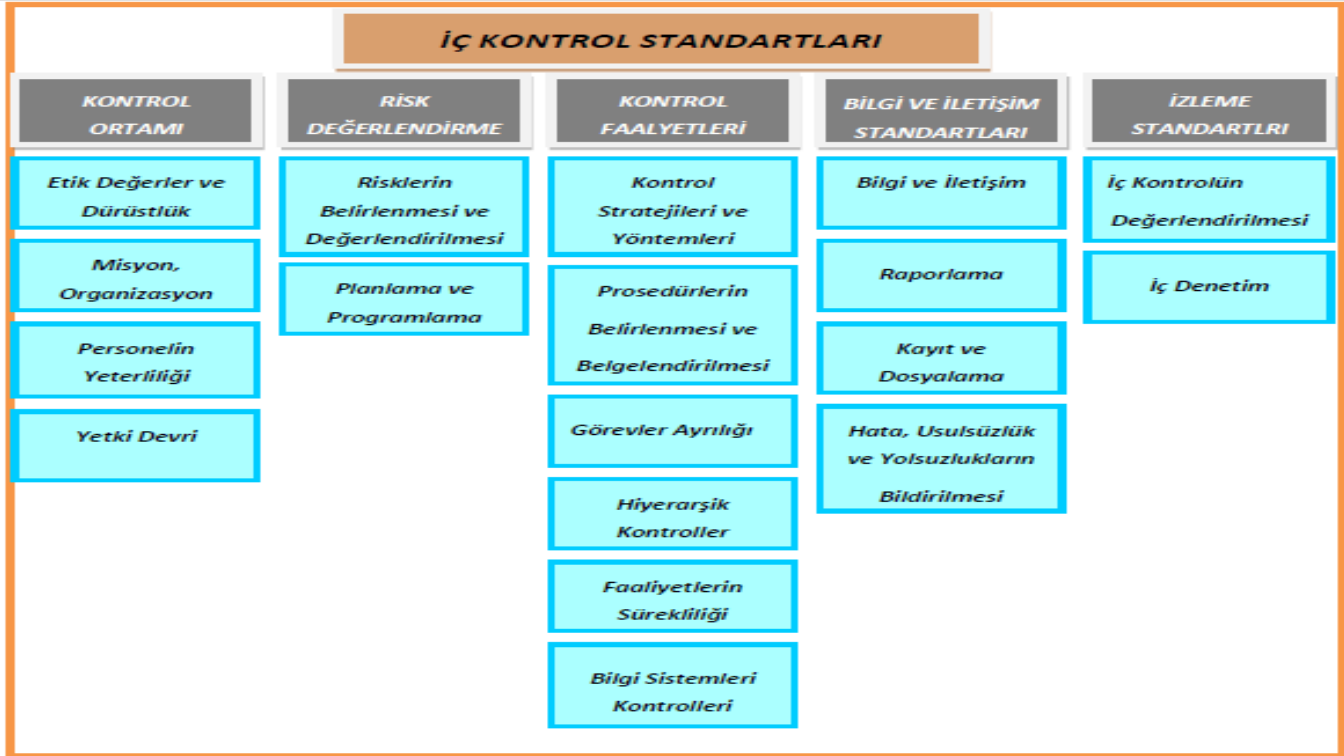 İÇ KONTROL STANDARTLARI
KONTROL
ORTAMI
Etik Değerler ve
Dürüstlük
Misyon,
Organizasyon
Personelin
Yeterliliği
Yetki Devri
RİSK
DEĞERLENDİRME
Risklerin
Belirlenmesi ve
Değerlendirilmesi
Planlama ve
Programlama
KONTROL
FAALYETLERİ
Kontrol
Stratejileri ve
Yöntemleri
Prosedürlerin
Belirlenmesi ve
Belgelendirilmesi
Görevler Ayrılığı
Hiyerarşik
Kontroller
Faaliyetlerin
Sürekliliği
Bilgi Sistemleri
Kontrolleri
BİLGİ VE İLETİŞİM
STANDARTLARI
Bilgi ve İletişim
Raporlama
Kayıt ve
Dosyalama
Hata, Usulsüzlük
ve Yolsuzlukların
Bildirilmesi
İZLEME
STANDARTLRI
İç Kontrolün
Değerlendirilmesi
İç Denetim